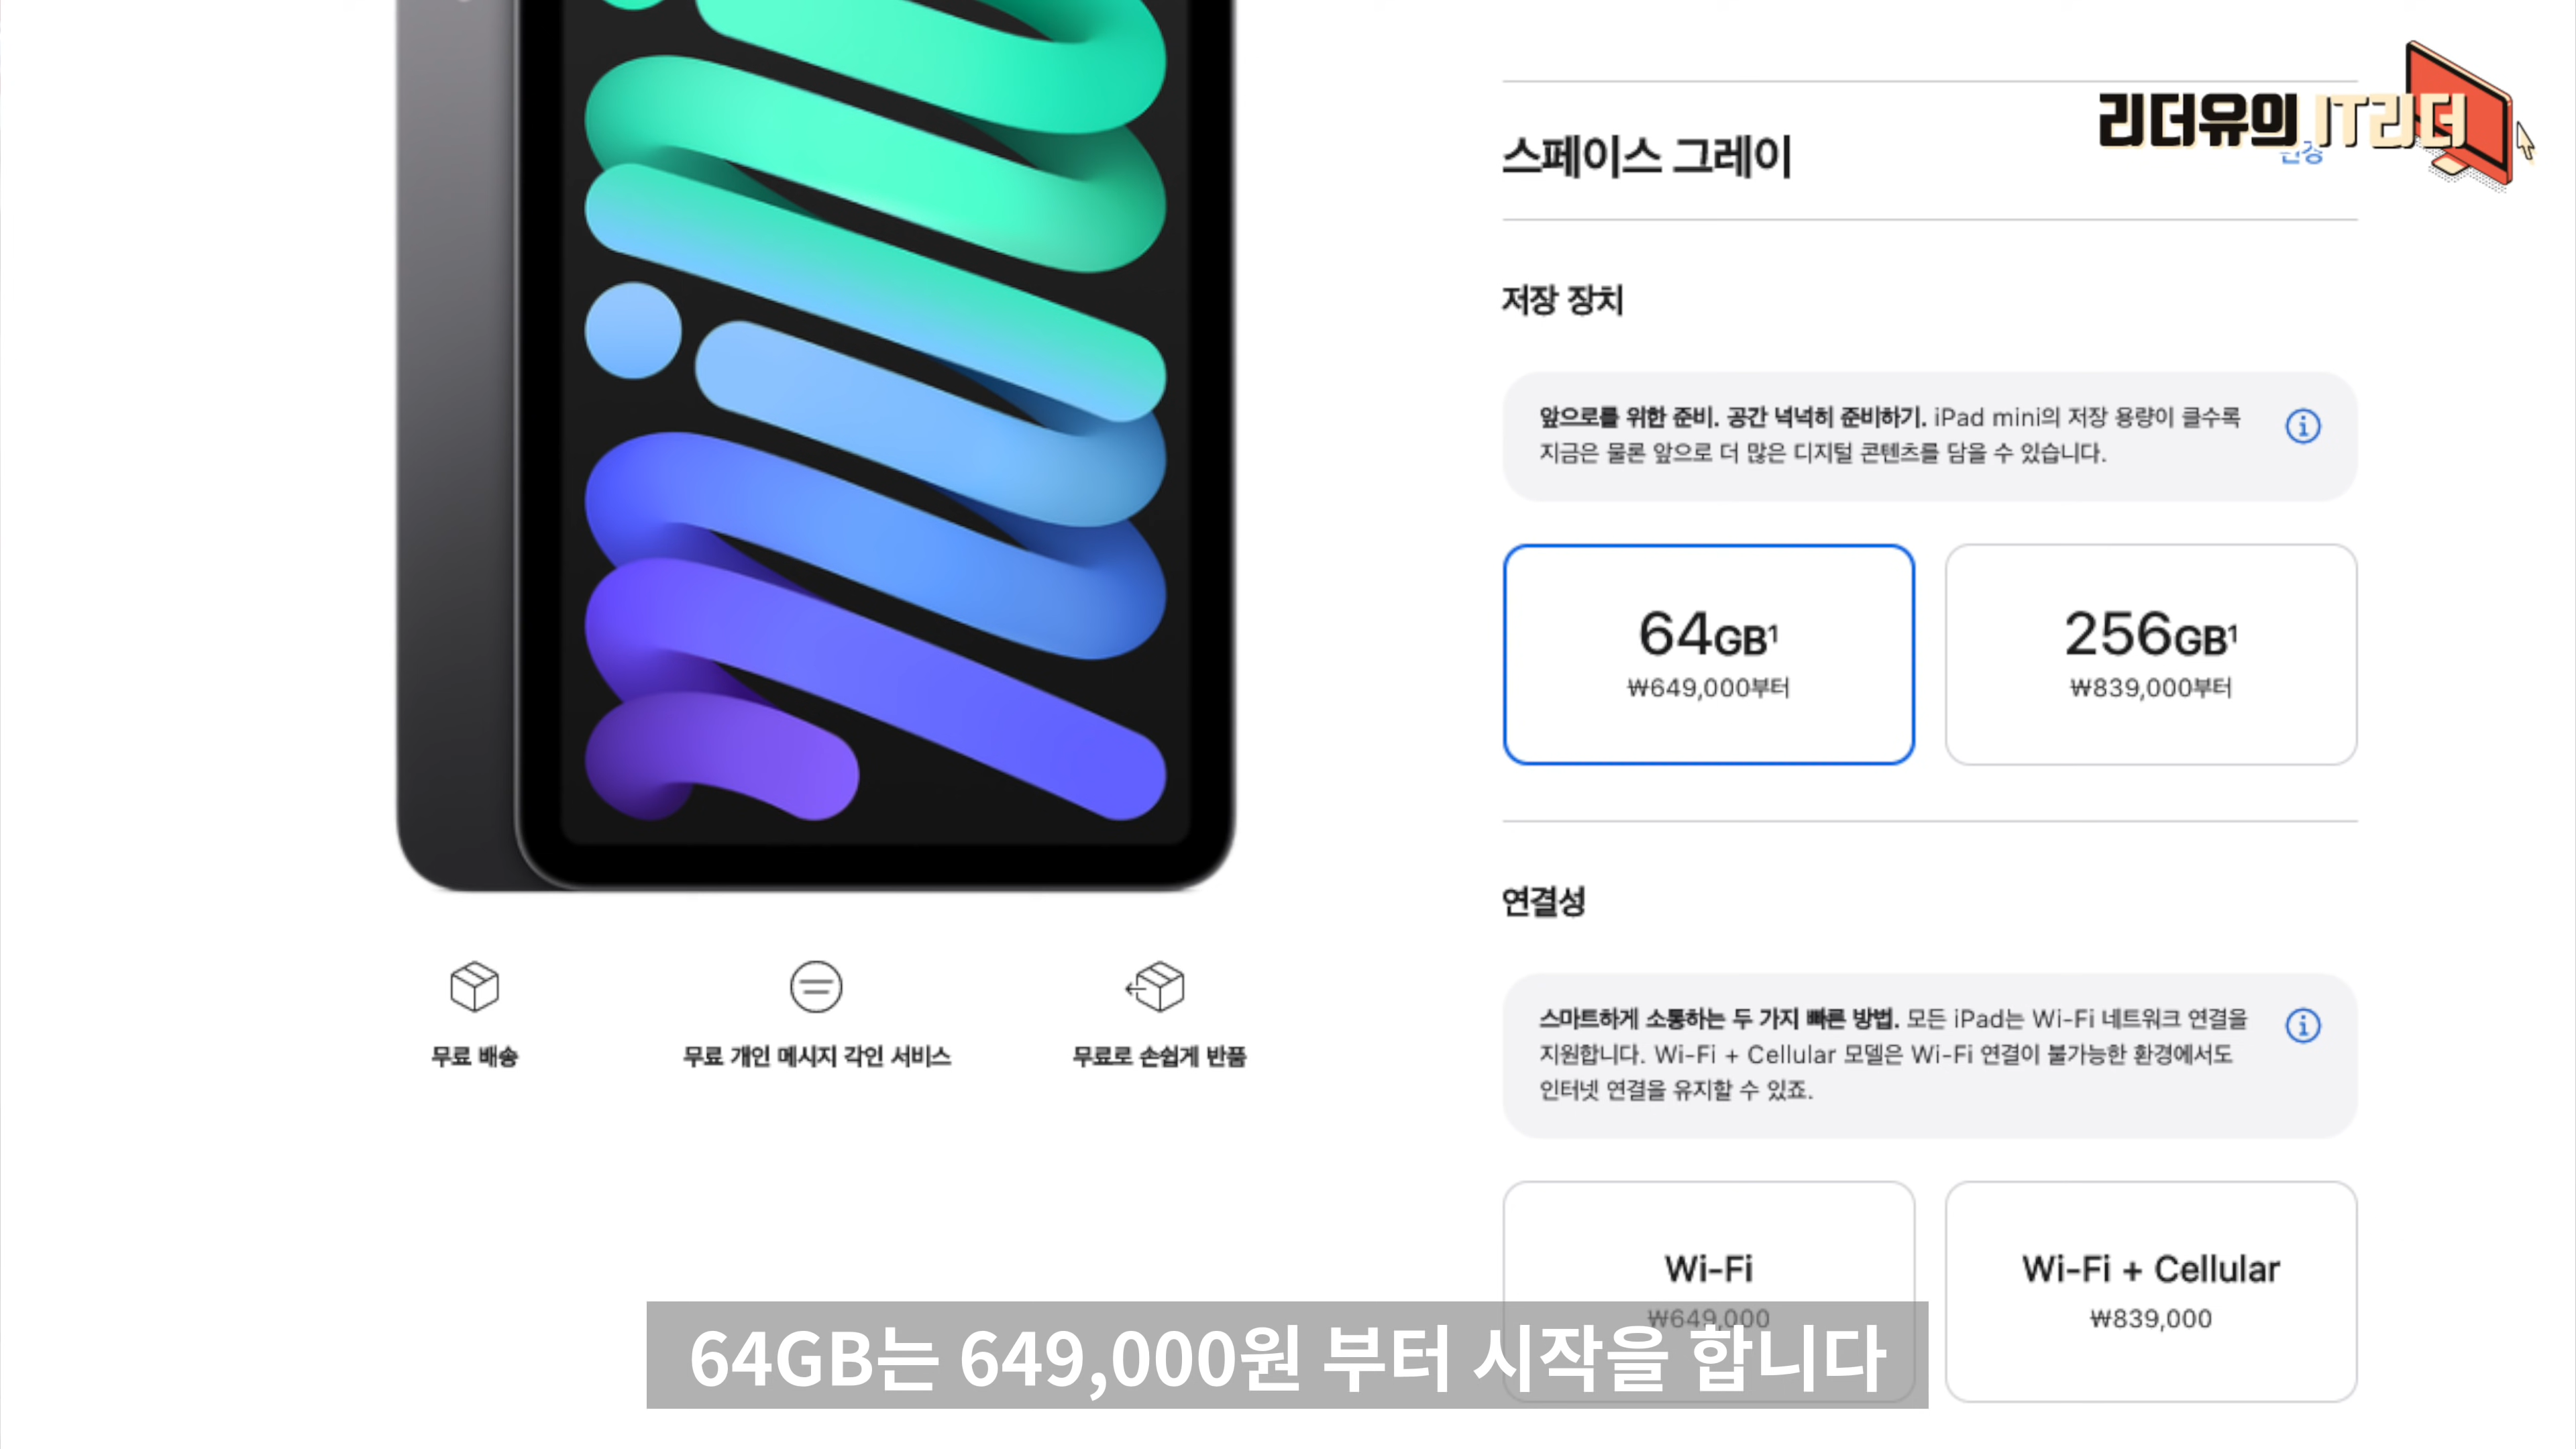 리더유의 IT리더
스페이스 그레이
변경
저장 장치
앞으로를 위한 준비. 공간 넉넉히 준비하기. iPad mini의 저장 용량이 클수록
지금은 물론 앞으로 더 많은 디지털 콘텐츠를 담을 수 있습니다.
64GB¹
₩649,000부터
256GB¹
₩839,000부터
연결성
스마트하게 소통하는 두 가지 빠른 방법. 모든 iPad는 Wi-Fi 네트워크 연결을
지원합니다. Wi-Fi + Cellular 모델은 Wi-Fi 연결이 불가능한 환경에서도
인터넷 연결을 유지할 수 있죠.
무료 배송
무료 개인 메시지 각인 서비스
무료로 손쉽게 반품
Wi-Fi
₩649,000
Wi-Fi + Cellular
₩839,000
64GB는 649,000원 부터 시작을 합니다